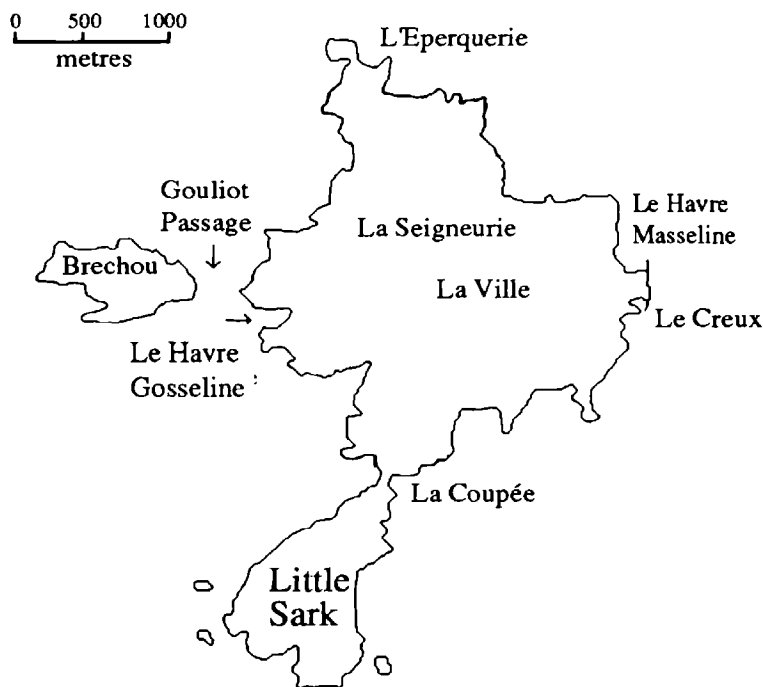 0 500 1000
metres
L'Eperquerie
Gouliot
Passage
Le Havre
Masseline
La Seigneurie
Brechou
La Ville
Le Creux
Le Havre
Gosseline
La Coupée
Little
Sark